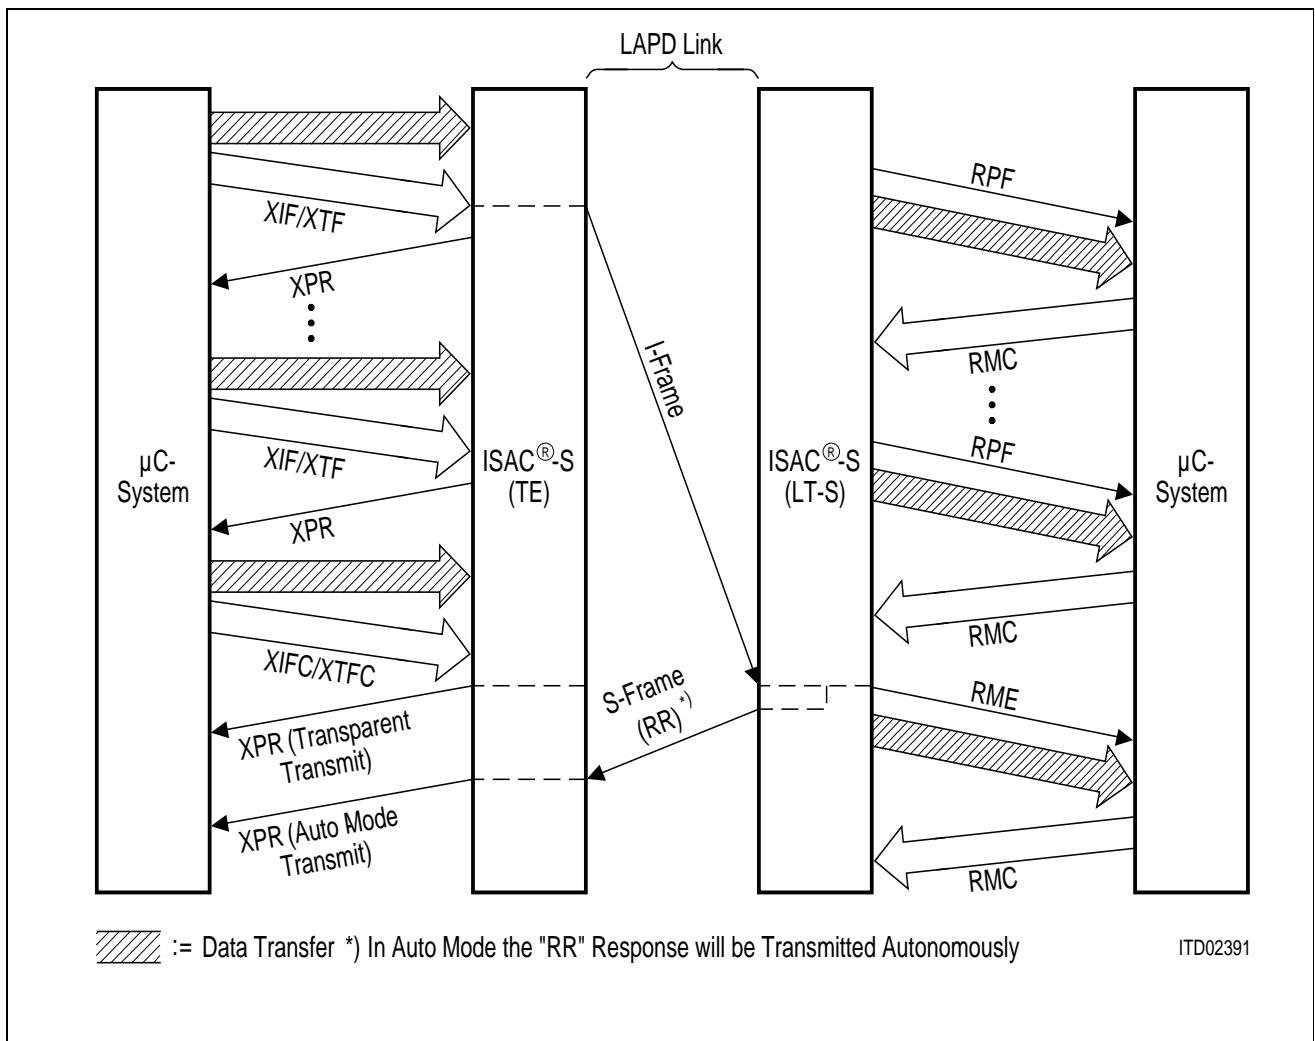 LAPD Link
XIF/XTF
XPR
XIF/XTF
XPR
XIFC/XTFC
XPR (Transparent
Transmit)
XPR (Auto Mode
Transmit)
µC-
System
ISAC®-S
(TE)
I-Frame
S-Frame
(RR)*)
ISAC®-S
(LT-S)
RPF
RMC
RPF
RMC
RME
RMC
µC-
System
:= Data Transfer *) In Auto Mode the "RR" Response will be Transmitted Autonomously
ITD02391